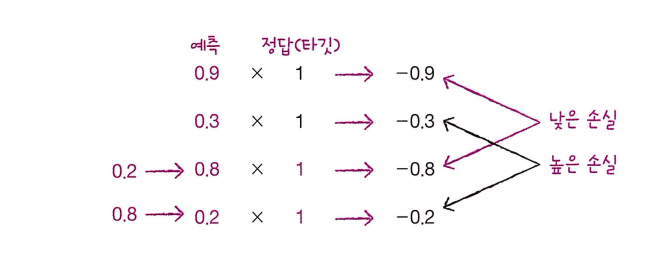 예측 정답(타깃)
0.9 × 1 → −0.9
0.3 × 1 → −0.3
낮은 손실
0.2 → 0.8 × 1 → −0.8
높은 손실
0.8 → 0.2 × 1 → −0.2